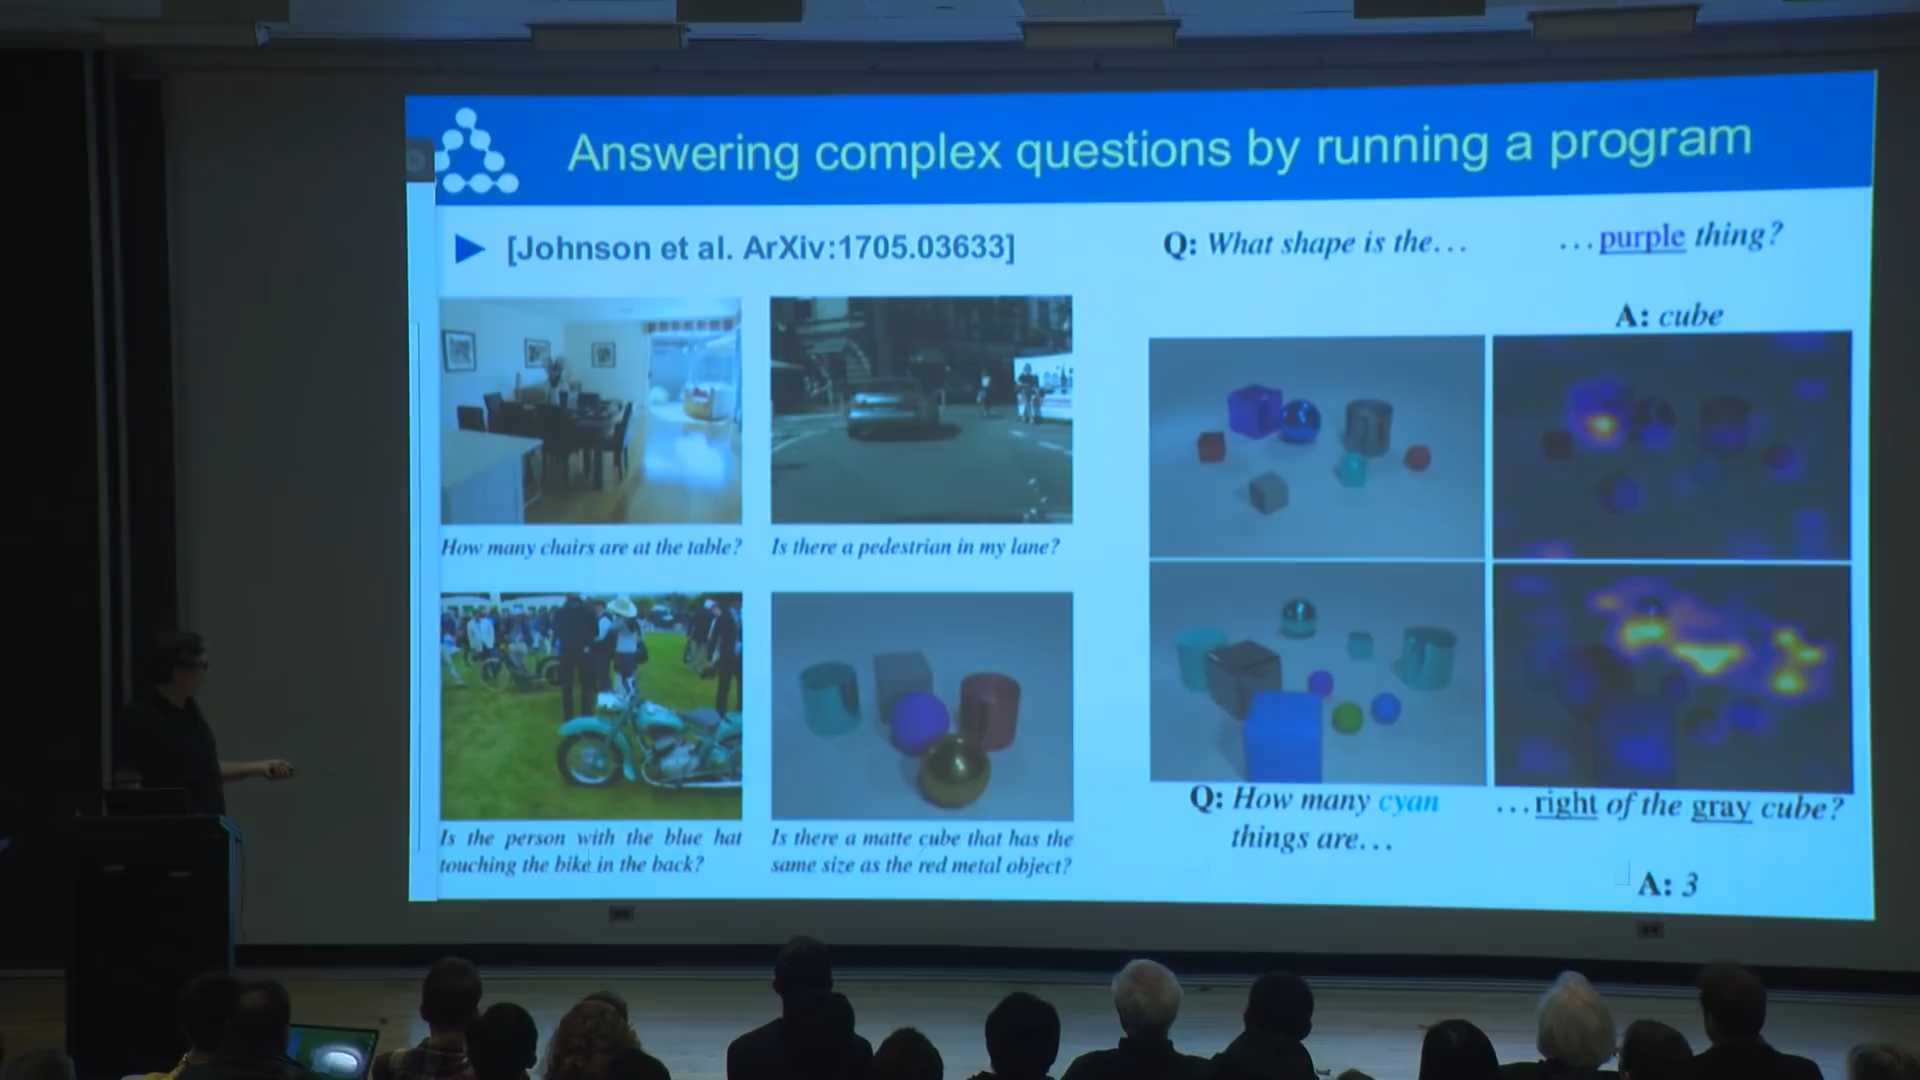 Answering complex questions by running a program
[Johnson et al. ArXiv:1705.03633]
How many chairs are at the table?
Is there a pedestrian in my lane?
Is the person with the blue hat
touching the bike in the back?
Is there a matte cube that has the
same size as the red metal object?
Q: What shape is the...
...purple thing?
A: cube
Q: How many cyan
things are...
...right of the gray cube?
A: 3